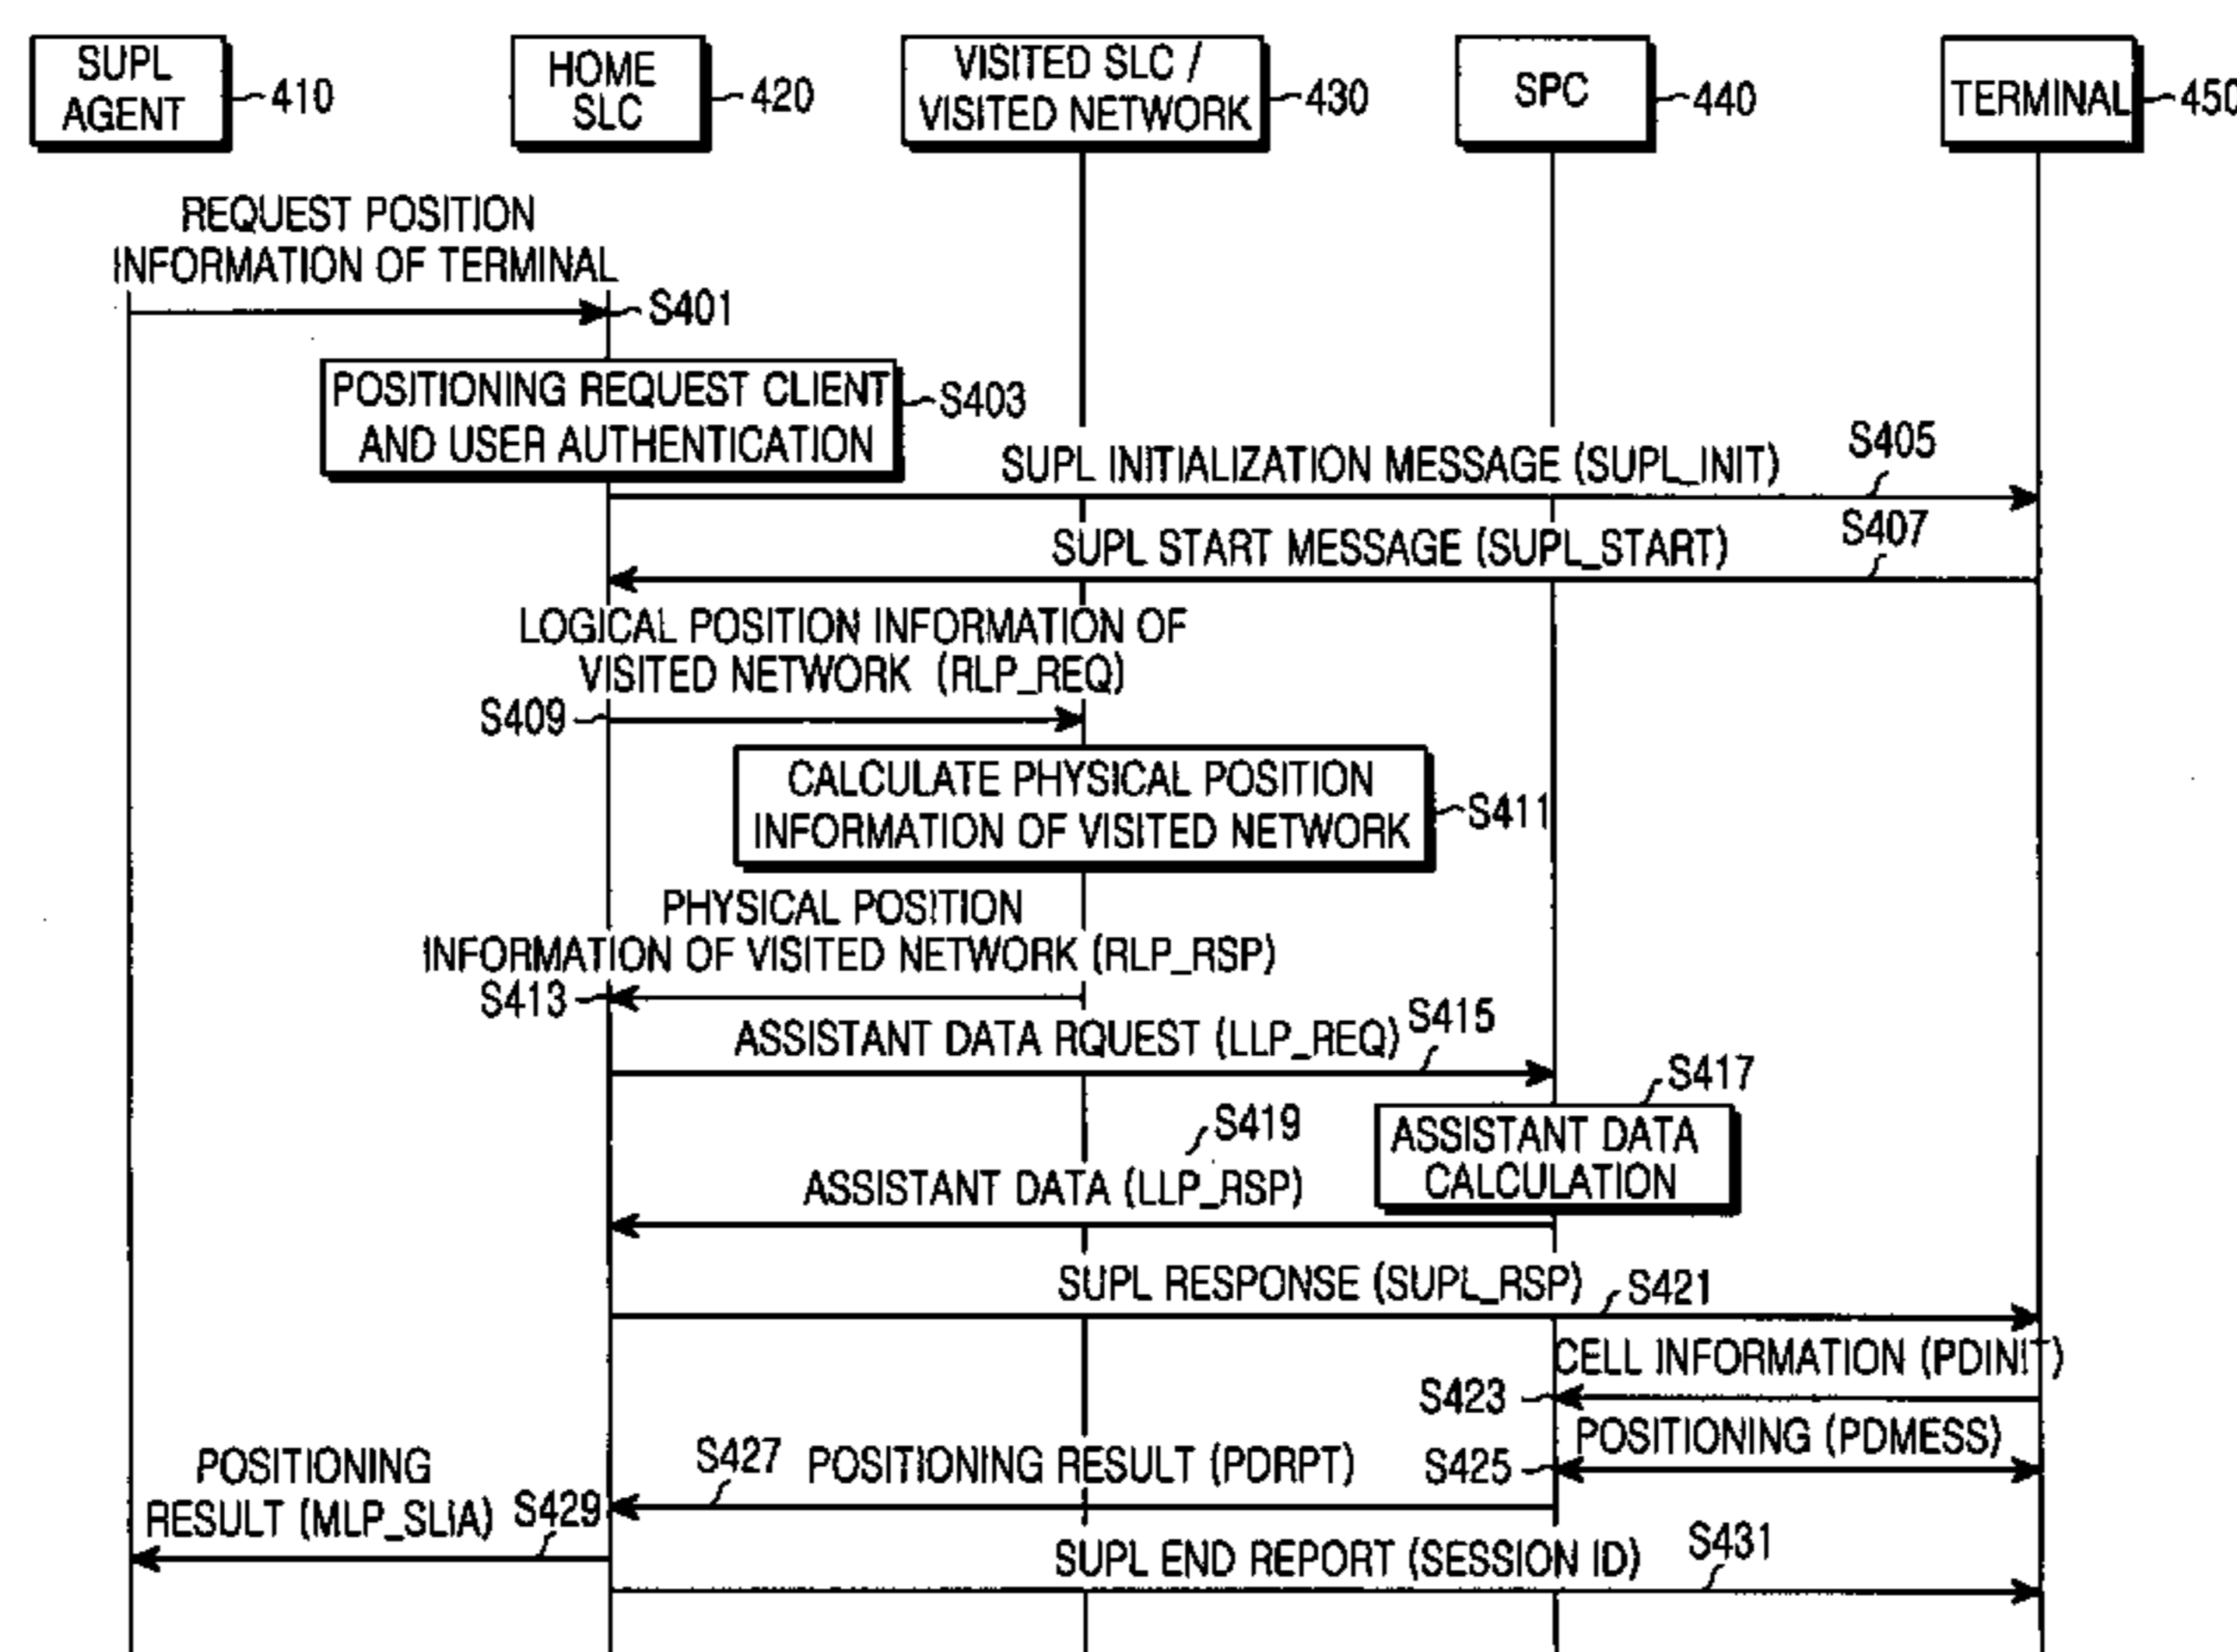 SUPL
AGENT
410
HOME
SLC
420
VISITED SLC /
VISITED NETWORK
430
SPC
440
TERMINAL
450
REQUEST POSITION
INFORMATION OF TERMINAL
S401
POSITIONING REQUEST CLIENT
AND USER AUTHENTICATION
S403
SUPL INITIALIZATION MESSAGE (SUPL_INIT)
S405
SUPL START MESSAGE (SUPL_START)
S407
LOGICAL POSITION INFORMATION OF
VISITED NETWORK (RLP_REQ)
S409
CALCULATE PHYSICAL POSITION
INFORMATION OF VISITED NETWORK
S411
PHYSICAL POSITION
INFORMATION OF VISITED NETWORK (RLP_RSP)
S413
ASSISTANT DATA RQUEST (LLP_REQ)
S415
S417
ASSISTANT DATA
CALCULATION
S419
ASSISTANT DATA (LLP_RSP)
SUPL RESPONSE (SUPL_RSP)
S421
CELL INFORMATION (PDINIT)
S423
POSITIONING (PDMESS)
S425
S427
POSITIONING RESULT (PDRPT)
POSITIONING
RESULT (MLP_SLIA)
S429
SUPL END REPORT (SESSION ID)
S431